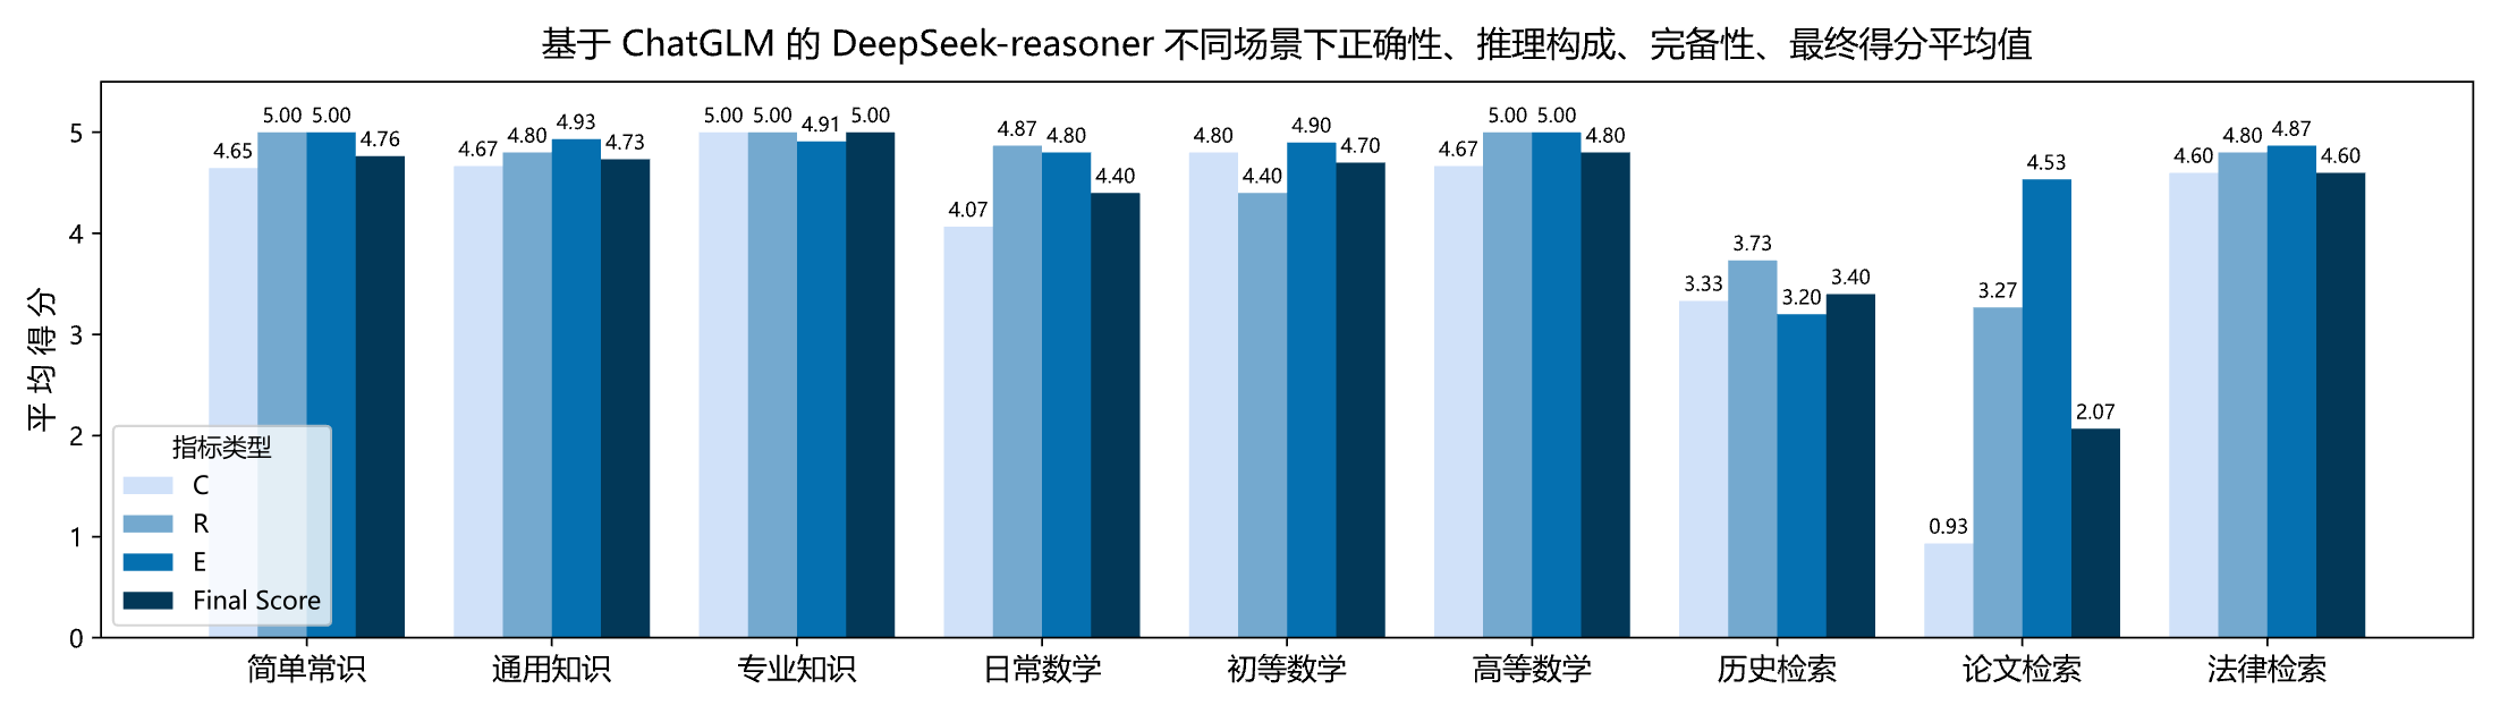 基于 ChatGLM 的 DeepSeek-reasoner 不同场景下正确性、推理构成、完备性、最终得分平均值
平均得分
5
4
3
2
1
0
4.65 5.00 5.00 4.76
4.67 4.80 4.93 4.73
5.00 5.00 4.91 5.00
4.07 4.87 4.80 4.40
4.80 4.40 4.90 4.70
4.67 5.00 5.00 4.80
3.33 3.73 3.20 3.40
0.93 3.27 4.53 2.07
4.60 4.80 4.87 4.60
指标类型
C
R
E
Final Score
简单常识 通用知识 专业知识 日常数学 初等数学 高等数学 历史检索 论文检索 法律检索